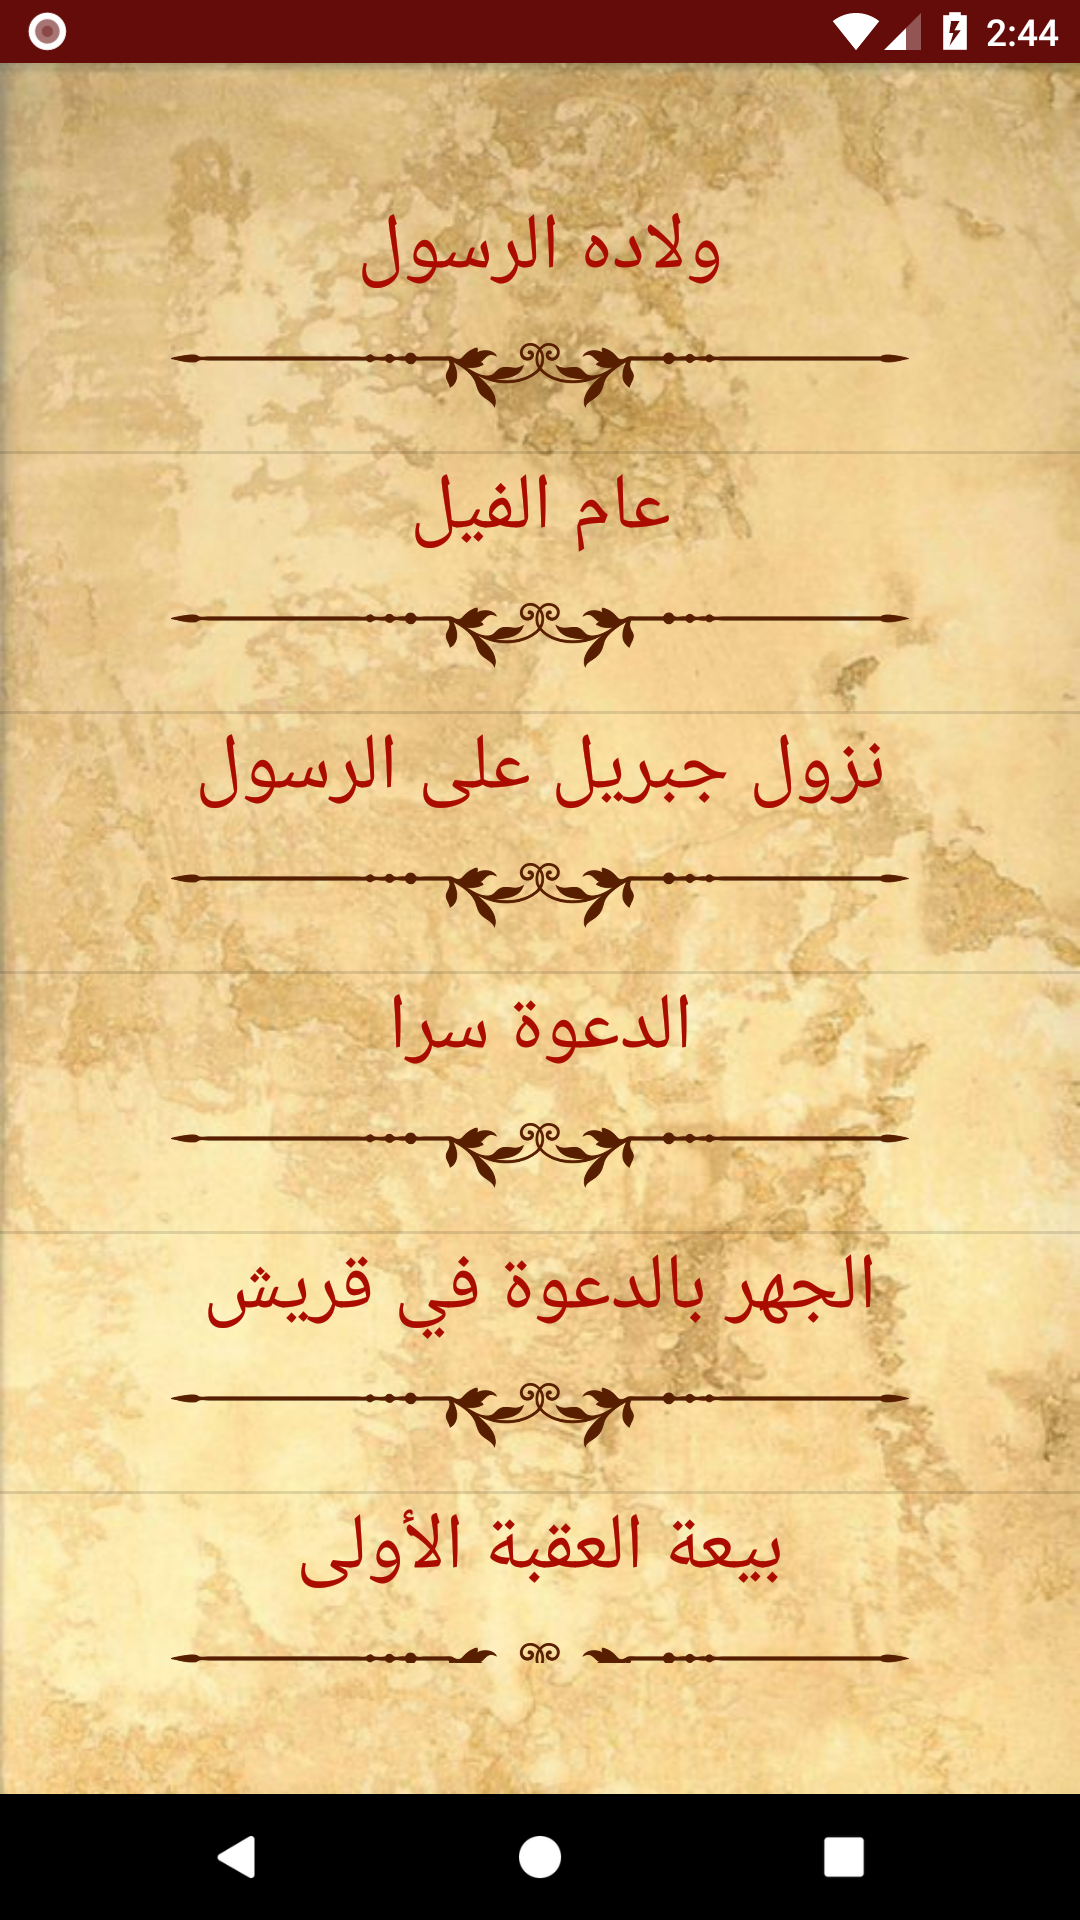 2:44
ولاده الرسول
عام الفيل
نزول جبريل على الرسول
الدعوة سرا
الجهر بالدعوة في قريش
بيعة العقبة الأولى